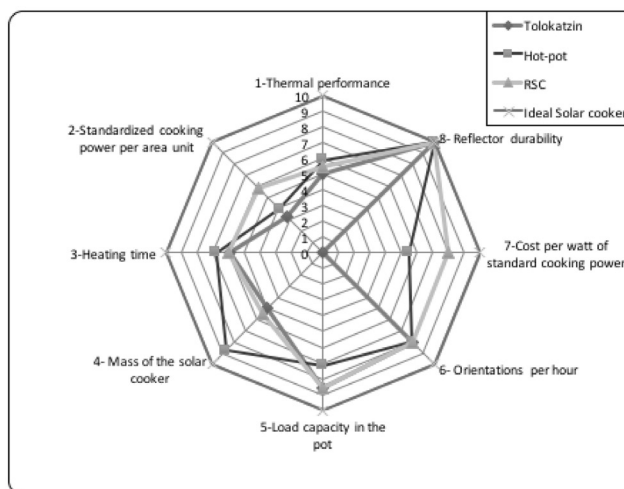 Tolokatzin
Hot-pot
RSC
Ideal Solar cooker
1-Thermal performance
10
9
8
7
6
5
4
3
2
1
0
2-Standardized cooking
power per area unit
3-Heating time
4- Mass of the solar
cooker
5-Load capacity in the
pot
6- Orientations per hour
7-Cost per watt of
standard cooking power
8- Reflector durability